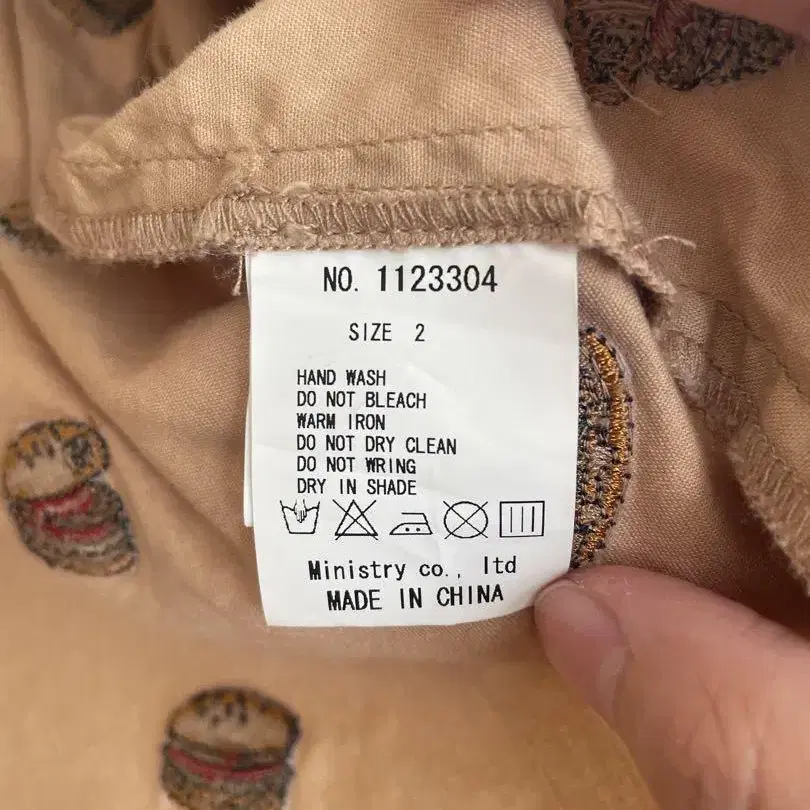 NO. 1123304
SIZE 2
HAND WASH
DO NOT BLEACH
WARM IRON
DO NOT DRY CLEAN
DO NOT WRING
DRY IN SHADE
Ministry co., ltd
MADE IN CHINA